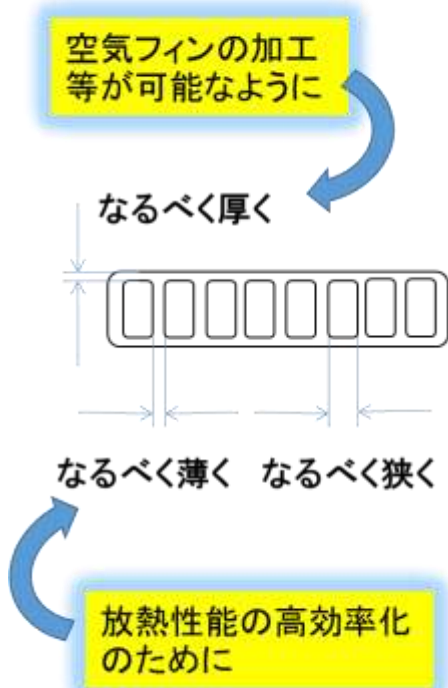 空気フィンの加工
等が可能なように
なるべく厚く
なるべく薄く なるべく狭く
放熱性能の高効率化
のために